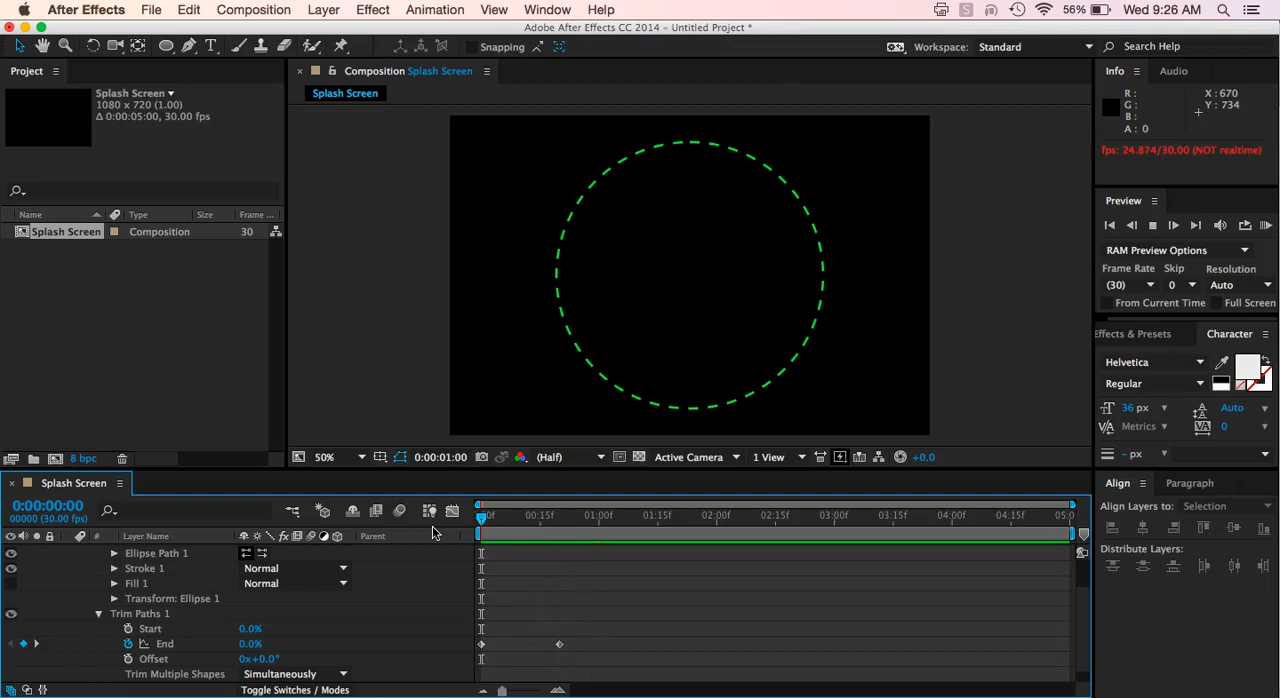 After Effects File Edit Composition Layer Effect Animation View Window Help 56% Wed 9:26 AM
Adobe After Effects CC 2014 - Untitled Project *
Snapping Workspace: Standard Search Help
Project
Splash Screen
1080 x 720 (1.00)
Δ 0:00:05:00, 30.00 fps
Name Type Size Frame ...
Splash Screen Composition 30
8 bpc
Composition Splash Screen
Splash Screen
50% 0:00:01:00 (Half) Active Camera 1 View +0.0
Info Audio
R: X: 670
G: Y: 734
B:
A: 0
fps: 24.874/30.00 (NOT realtime)
Preview
RAM Preview Options
Frame Rate Skip Resolution
(30) 0 Auto
From Current Time Full Screen
Effects & Presets Character
Helvetica
Regular
36 px Auto
Metrics 0
– px
Align Paragraph
Align Layers to: Selection
Distribute Layers:
Splash Screen
0:00:00:00
00000 (30.00 fps)
00f 00:15f 01:00f 01:15f 02:00f 02:15f 03:00f 03:15f 04:00f 04:15f 05:0
# Layer Name Parent
Ellipse Path 1
Stroke 1 Normal
Fill 1 Normal
Transform: Ellipse 1
Trim Paths 1
Start 0.0%
End 0.0%
Offset 0x+0.0°
Trim Multiple Shapes Simultaneously
Toggle Switches / Modes